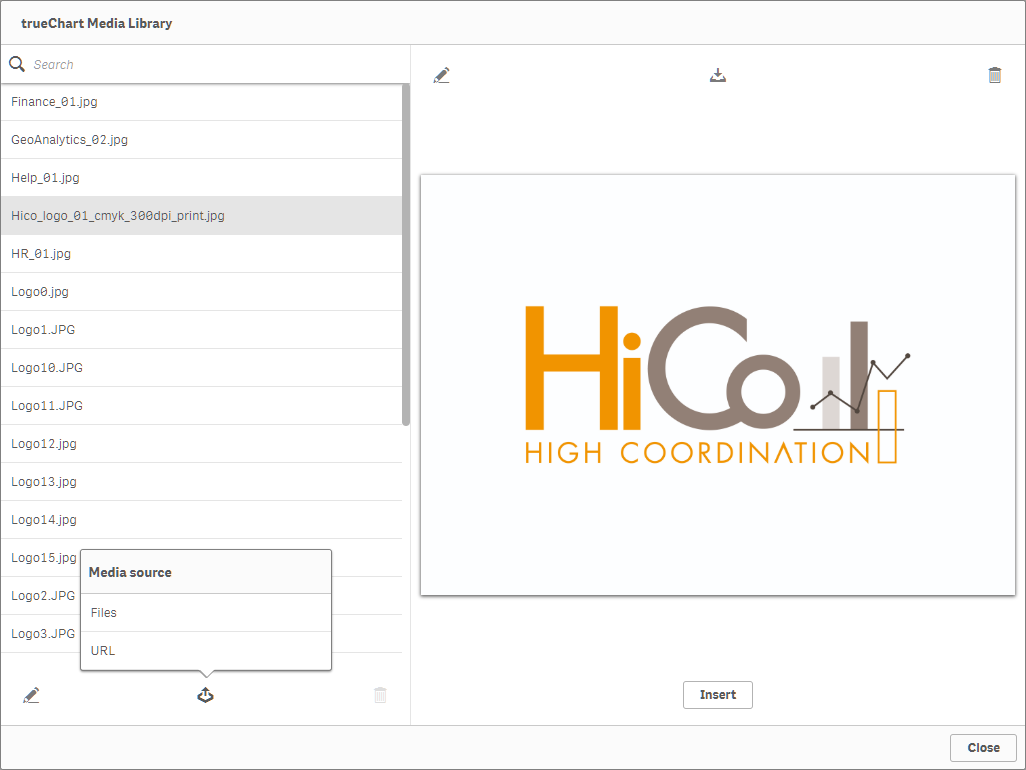 trueChart Media Library
Search
Finance_01.jpg
GeoAnalytics_02.jpg
Help_01.jpg
Hico_logo_01_cmyk_300dpi_print.jpg
HR_01.jpg
Logo0.jpg
Logo1.JPG
Logo10.JPG
Logo11.JPG
Logo12.jpg
Logo13.jpg
Logo14.jpg
Logo15.jpg
Logo2.JPG
Logo3.JPG
Media source
Files
URL
HiCo
HIGH COORDINATION
Insert
Close